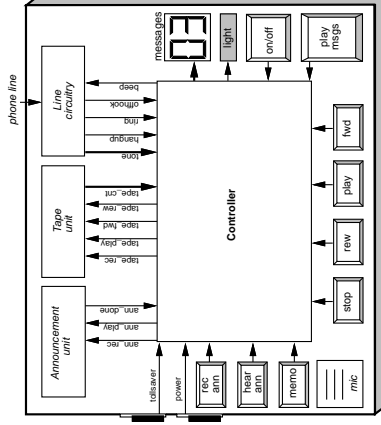 phone line
messages
03
light
on/off
play
msgs
Line
circuitry
beep
offhook
ring
hangup
tone
Tape
unit
tape_cnt
tape_rew
tape_fwd
tape_play
tape_rec
Announcement
unit
ann_done
ann_play
ann_rec
Controller
fwd
play
rew
stop
tollsaver
power
rec
ann
hear
ann
memo
mic